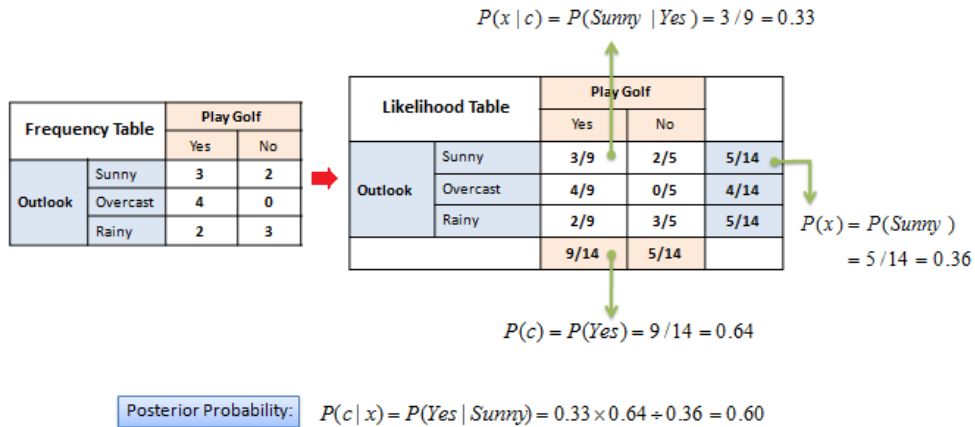 P(x | c) = P(Sunny | Yes) = 3 / 9 = 0.33
Frequency Table Play Golf
Yes No
Outlook Sunny 3 2
Overcast 4 0
Rainy 2 3
Likelihood Table Play Golf
Yes No
Outlook Sunny 3/9 2/5 5/14
Overcast 4/9 0/5 4/14
Rainy 2/9 3/5 5/14
9/14 5/14
P(x) = P(Sunny )
= 5 / 14 = 0.36
P(c) = P(Yes) = 9 / 14 = 0.64
Posterior Probability: P(c | x) = P(Yes | Sunny) = 0.33 × 0.64 ÷ 0.36 = 0.60